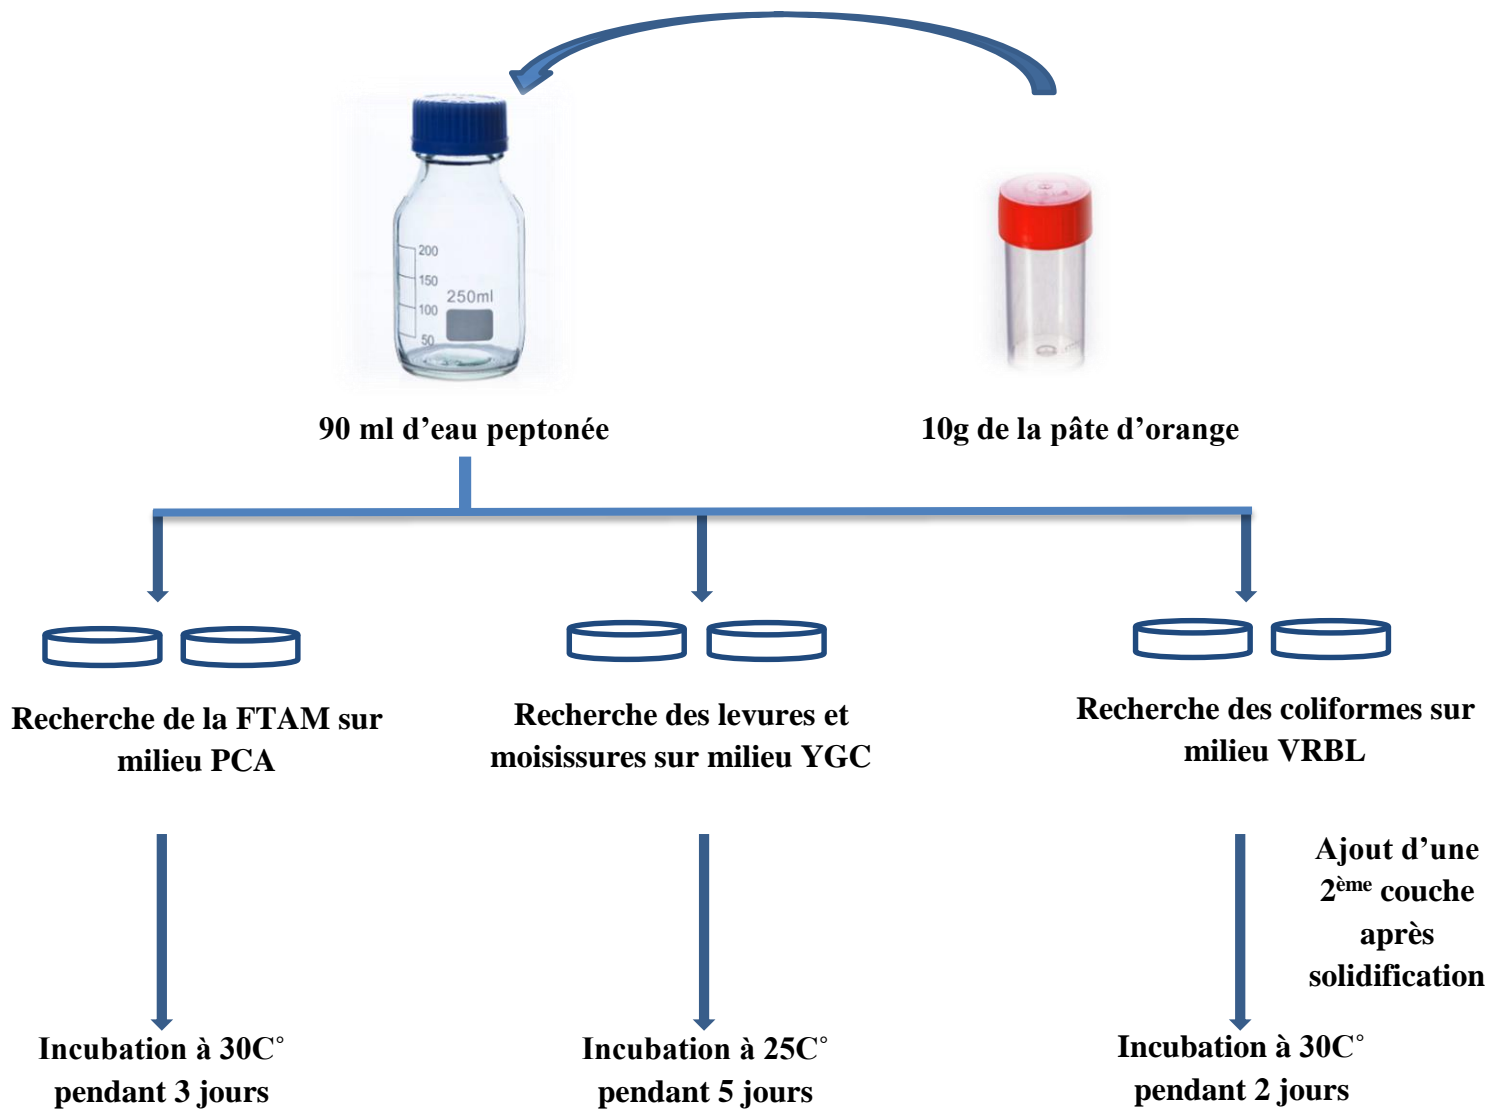 200
150
250ml
100
50
90 ml d’eau peptonée
10g de la pâte d’orange
Recherche de la FTAM sur
milieu PCA
Recherche des levures et
moisissures sur milieu YGC
Recherche des coliformes sur
milieu VRBL
Ajout d’une
2ème couche
après
solidification
Incubation à 30C°
pendant 3 jours
Incubation à 25C°
pendant 5 jours
Incubation à 30C°
pendant 2 jours